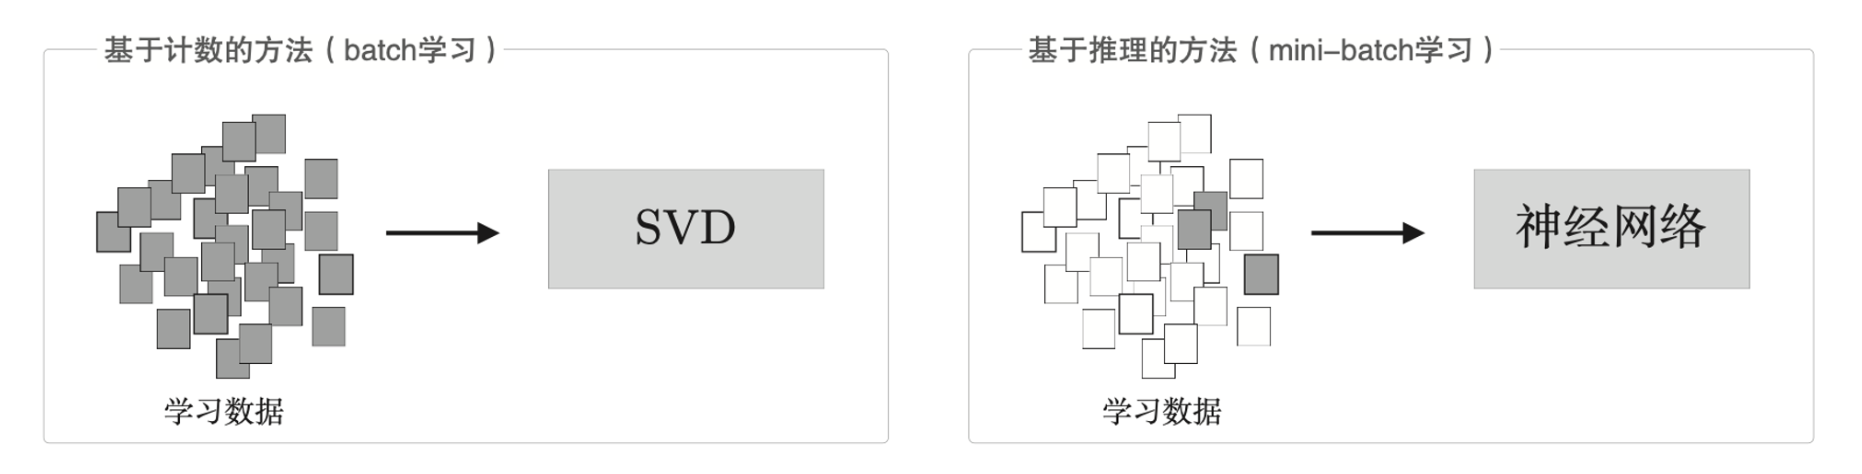 基于计数的方法（batch学习）
SVD
学习数据
基于推理的方法（mini-batch学习）
神经网络
学习数据